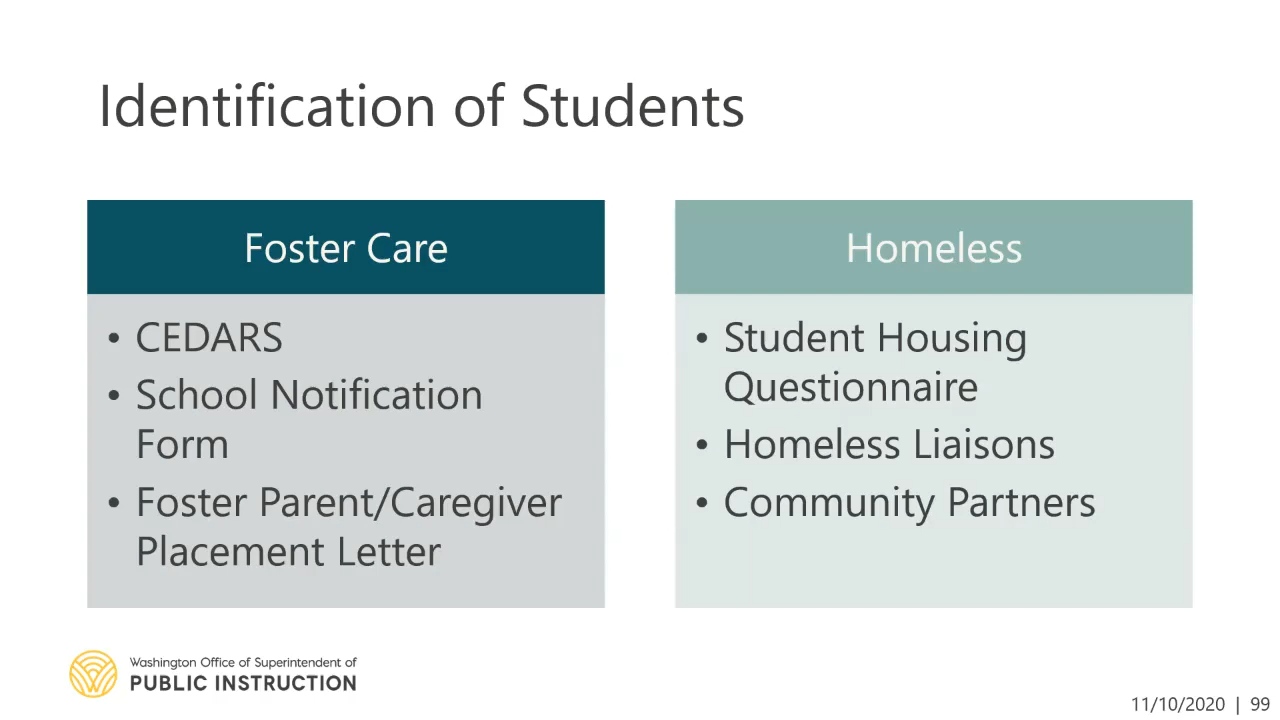 Identification of Students
Foster Care
• CEDARS
• School Notification
Form
• Foster Parent/Caregiver
Placement Letter
Homeless
• Student Housing
Questionnaire
• Homeless Liaisons
• Community Partners
Washington Office of Superintendent of
PUBLIC INSTRUCTION
11/10/2020 | 99